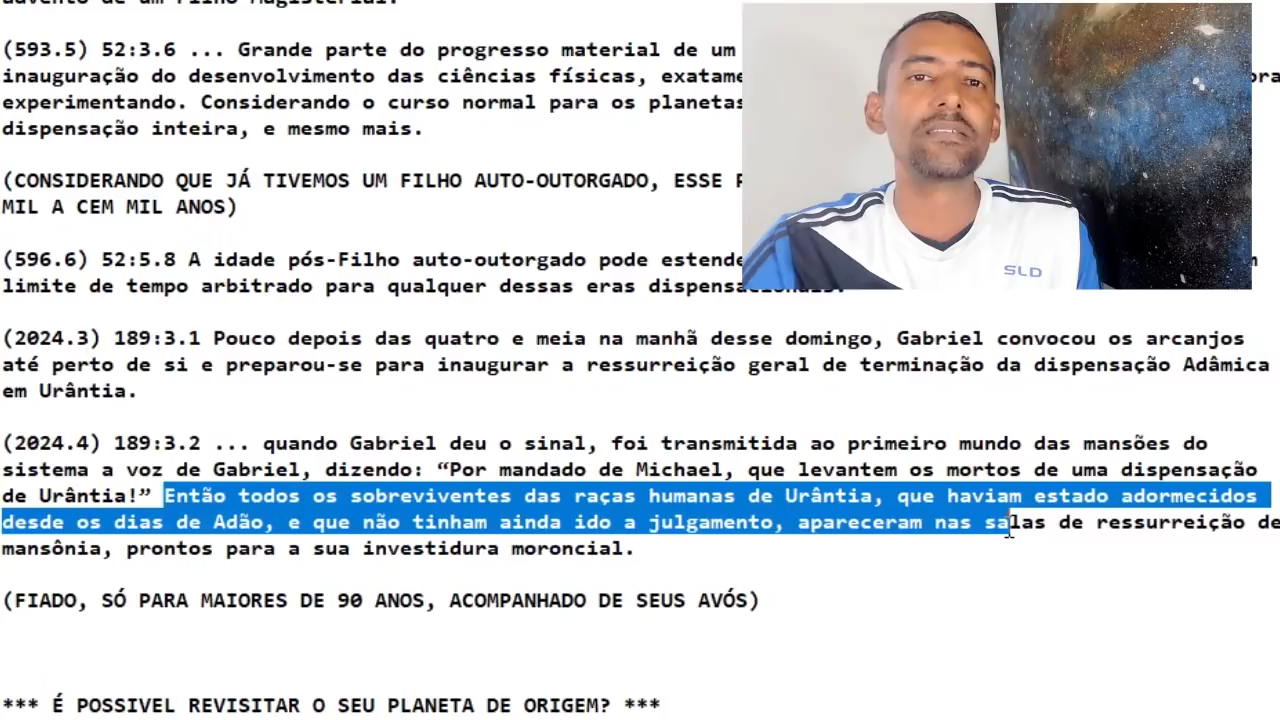 advento de um Filho Magisterial.
(593.5) 52:3.6 ... Grande parte do progresso material de um
inauguração do desenvolvimento das ciências físicas,
experimentando. Considerando o curso normal para os planetas
dispensação inteira, e mesmo mais.
(CONSIDERANDO QUE JÁ TIVEMOS UM FILHO AUTO-OUTORGADO, ESSE
MIL A CEM MIL ANOS)
(596.6) 52:5.8 A idade pós-Filho auto-outorgado pode
limite de tempo arbitrado para qualquer dessas eras dispensacionais.
(2024.3) 189:3.1 Pouco depois das quatro e meia na manhã desse domingo, Gabriel convocou os arcanjos
até perto de si e preparou-se para inaugurar a ressurreição geral de terminação da dispensação Adâmica
em Urântia.
(2024.4) 189:3.2 ... quando Gabriel deu o sinal, foi transmitida ao primeiro mundo das mansões do
sistema a voz de Gabriel, dizendo: “Por mandado de Michael, que levantem os mortos de uma dispensação
de Urântia!” Então todos os sobreviventes das raças humanas de Urântia, que haviam estado adormecidos
desde os dias de Adão, e que não tinham ainda ido a julgamento, apareceram nas salas de ressurreição de
mansônia, prontos para a sua investidura moroncial.
(FIADO, SÓ PARA MAIORES DE 90 ANOS, ACOMPANHADO DE SEUS AVÓS)
*** É POSSIVEL REVISITAR O SEU PLANETA DE ORIGEM? ***
SLD